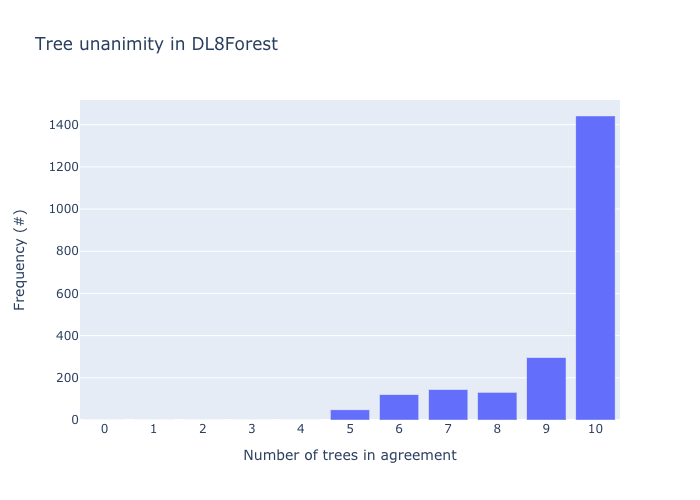 Tree unanimity in DL8Forest
Frequency (#)
1400
1200
1000
800
600
400
200
0
0 1 2 3 4 5 6 7 8 9 10
Number of trees in agreement